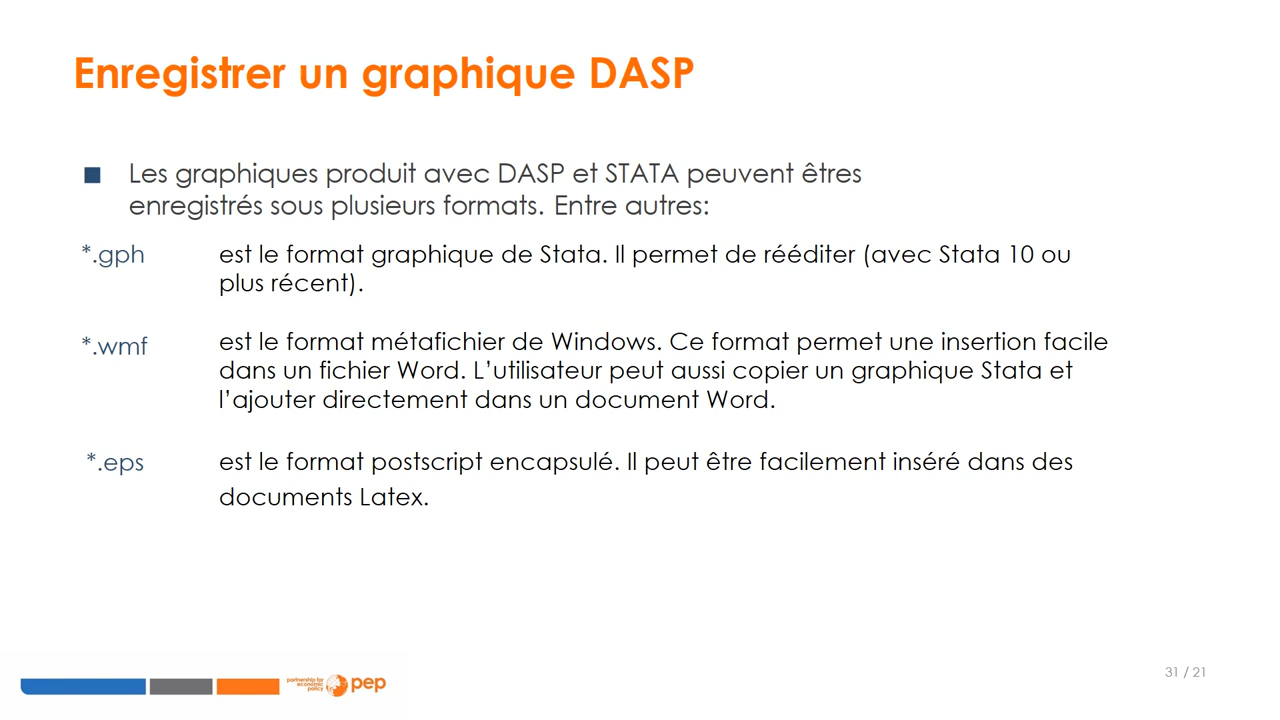 Enregistrer un graphique DASP
■ Les graphiques produit avec DASP et STATA peuvent êtres
enregistrés sous plusieurs formats. Entre autres:
*.gph est le format graphique de Stata. Il permet de rééditer (avec Stata 10 ou
plus récent).
*.wmf est le format métafichier de Windows. Ce format permet une insertion facile
dans un fichier Word. L’utilisateur peut aussi copier un graphique Stata et
l’ajouter directement dans un document Word.
*.eps est le format postscript encapsulé. Il peut être facilement inséré dans des
documents Latex.
partnership for
economic
policy
pep
31 / 21